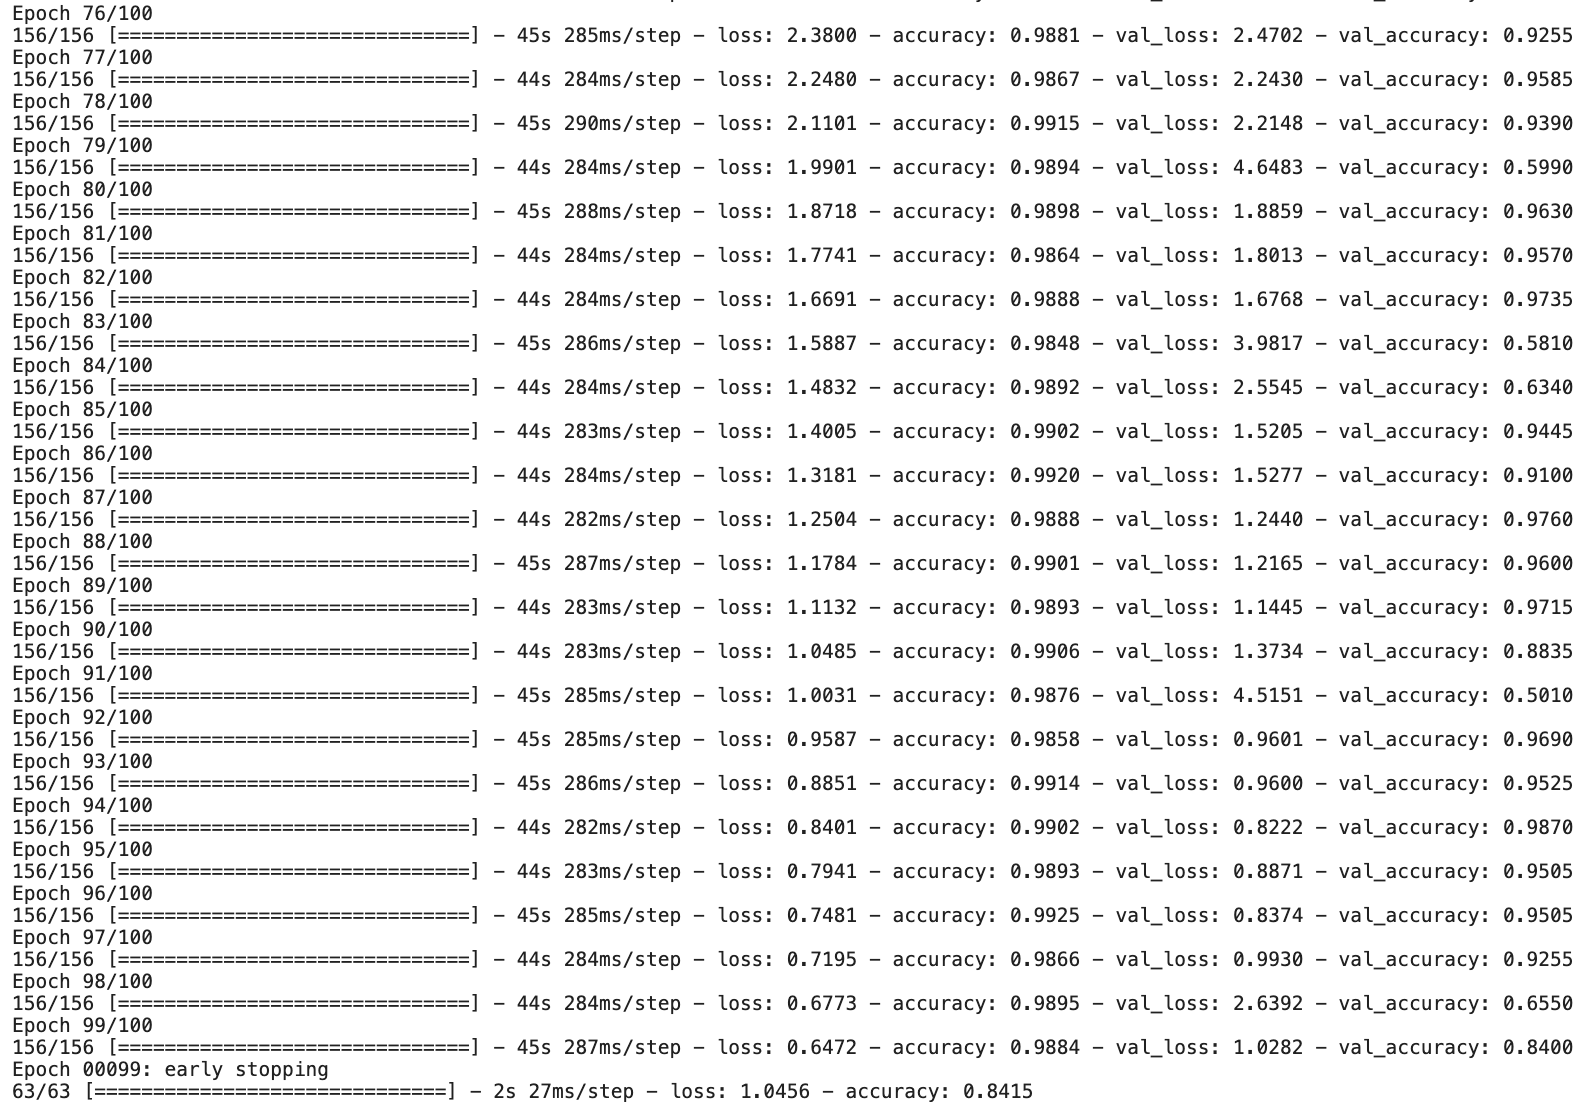 Epoch 76/100
156/156 [==============================] - 45s 285ms/step - loss: 2.3800 - accuracy: 0.9881 - val_loss: 2.4702 - val_accuracy: 0.9255
Epoch 77/100
156/156 [==============================] - 44s 284ms/step - loss: 2.2480 - accuracy: 0.9867 - val_loss: 2.2430 - val_accuracy: 0.9585
Epoch 78/100
156/156 [==============================] - 45s 290ms/step - loss: 2.1101 - accuracy: 0.9915 - val_loss: 2.2148 - val_accuracy: 0.9390
Epoch 79/100
156/156 [==============================] - 44s 284ms/step - loss: 1.9901 - accuracy: 0.9894 - val_loss: 4.6483 - val_accuracy: 0.5990
Epoch 80/100
156/156 [==============================] - 45s 288ms/step - loss: 1.8718 - accuracy: 0.9898 - val_loss: 1.8859 - val_accuracy: 0.9630
Epoch 81/100
156/156 [==============================] - 44s 284ms/step - loss: 1.7741 - accuracy: 0.9864 - val_loss: 1.8013 - val_accuracy: 0.9570
Epoch 82/100
156/156 [==============================] - 44s 284ms/step - loss: 1.6691 - accuracy: 0.9888 - val_loss: 1.6768 - val_accuracy: 0.9735
Epoch 83/100
156/156 [==============================] - 45s 286ms/step - loss: 1.5887 - accuracy: 0.9848 - val_loss: 3.9817 - val_accuracy: 0.5810
Epoch 84/100
156/156 [==============================] - 44s 284ms/step - loss: 1.4832 - accuracy: 0.9892 - val_loss: 2.5545 - val_accuracy: 0.6340
Epoch 85/100
156/156 [==============================] - 44s 283ms/step - loss: 1.4005 - accuracy: 0.9902 - val_loss: 1.5205 - val_accuracy: 0.9445
Epoch 86/100
156/156 [==============================] - 44s 284ms/step - loss: 1.3181 - accuracy: 0.9920 - val_loss: 1.5277 - val_accuracy: 0.9100
Epoch 87/100
156/156 [==============================] - 44s 282ms/step - loss: 1.2504 - accuracy: 0.9888 - val_loss: 1.2440 - val_accuracy: 0.9760
Epoch 88/100
156/156 [==============================] - 45s 287ms/step - loss: 1.1784 - accuracy: 0.9901 - val_loss: 1.2165 - val_accuracy: 0.9600
Epoch 89/100
156/156 [==============================] - 44s 283ms/step - loss: 1.1132 - accuracy: 0.9893 - val_loss: 1.1445 - val_accuracy: 0.9715
Epoch 90/100
156/156 [==============================] - 44s 283ms/step - loss: 1.0485 - accuracy: 0.9906 - val_loss: 1.3734 - val_accuracy: 0.8835
Epoch 91/100
156/156 [==============================] - 45s 285ms/step - loss: 1.0031 - accuracy: 0.9876 - val_loss: 4.5151 - val_accuracy: 0.5010
Epoch 92/100
156/156 [==============================] - 45s 285ms/step - loss: 0.9587 - accuracy: 0.9858 - val_loss: 0.9601 - val_accuracy: 0.9690
Epoch 93/100
156/156 [==============================] - 45s 286ms/step - loss: 0.8851 - accuracy: 0.9914 - val_loss: 0.9600 - val_accuracy: 0.9525
Epoch 94/100
156/156 [==============================] - 44s 282ms/step - loss: 0.8401 - accuracy: 0.9902 - val_loss: 0.8222 - val_accuracy: 0.9870
Epoch 95/100
156/156 [==============================] - 44s 283ms/step - loss: 0.7941 - accuracy: 0.9893 - val_loss: 0.8871 - val_accuracy: 0.9505
Epoch 96/100
156/156 [==============================] - 45s 285ms/step - loss: 0.7481 - accuracy: 0.9925 - val_loss: 0.8374 - val_accuracy: 0.9505
Epoch 97/100
156/156 [==============================] - 44s 284ms/step - loss: 0.7195 - accuracy: 0.9866 - val_loss: 0.9930 - val_accuracy: 0.9255
Epoch 98/100
156/156 [==============================] - 44s 284ms/step - loss: 0.6773 - accuracy: 0.9895 - val_loss: 2.6392 - val_accuracy: 0.6550
Epoch 99/100
156/156 [==============================] - 45s 287ms/step - loss: 0.6472 - accuracy: 0.9884 - val_loss: 1.0282 - val_accuracy: 0.8400
Epoch 00099: early stopping
63/63 [==============================] - 2s 27ms/step - loss: 1.0456 - accuracy: 0.8415